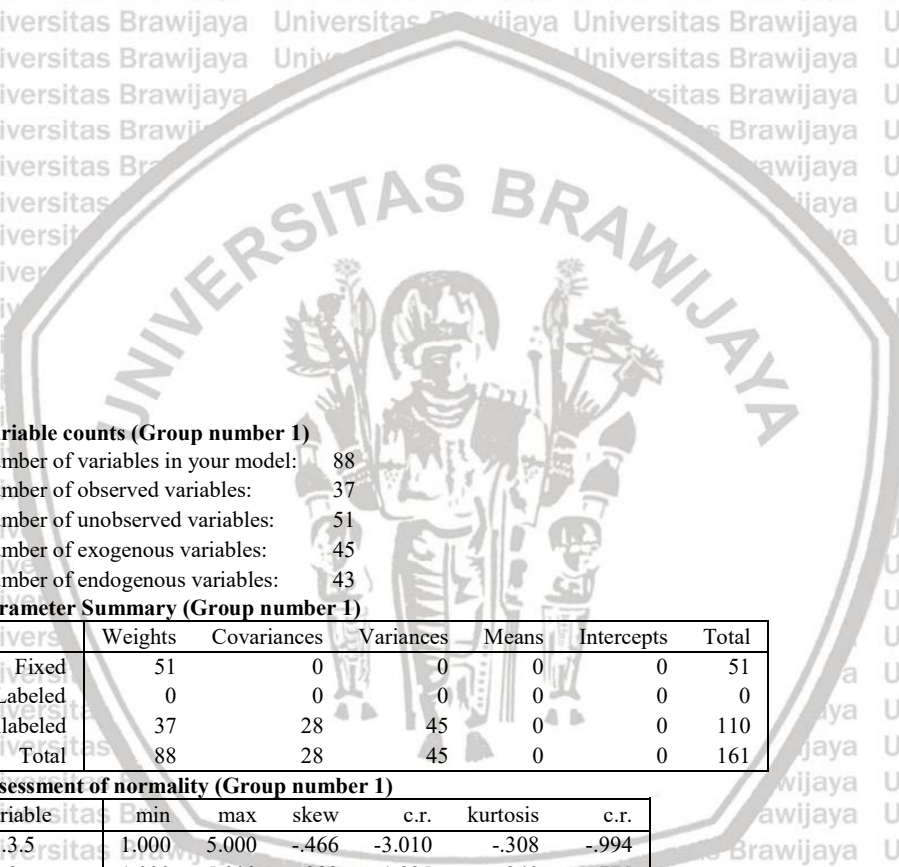 iversitas Brawijaya Universitas Brawijaya Universitas Brawijaya U
iversitas Brawijaya Universitas Brawijaya U
iversitas Brawijaya Universitas Brawijaya U
iversitas Brawijaya U
UNIVERSITAS BRAWIJAYA
riable counts (Group number 1)
mber of variables in your model: 88
mber of observed variables: 37
mber of unobserved variables: 51
mber of exogenous variables: 45
mber of endogenous variables: 43
rameter Summary (Group number 1)
Weights Covariances Variances Means Intercepts Total
Fixed 51 0 0 0 0 51
Labeled 0 0 0 0 0 0
labeled 37 28 45 0 0 110
Total 88 28 45 0 0 161
sessment of normality (Group number 1)
riable min max skew c.r. kurtosis c.r.
.3.5 1.000 5.000 -.466 -3.010 -.308 -.994